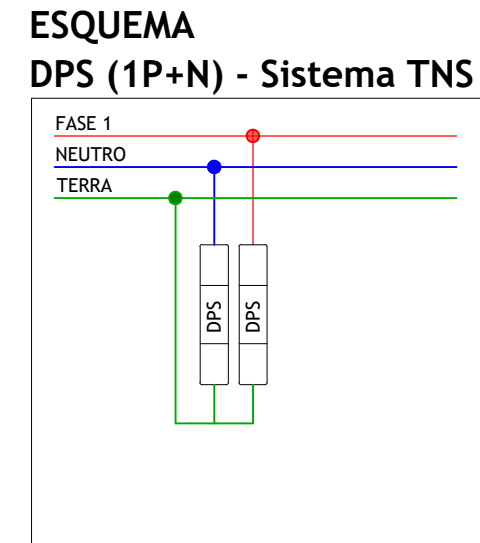 ESQUEMA
DPS (1P+N) - Sistema TNS
FASE 1
NEUTRO
TERRA
DPS
DPS